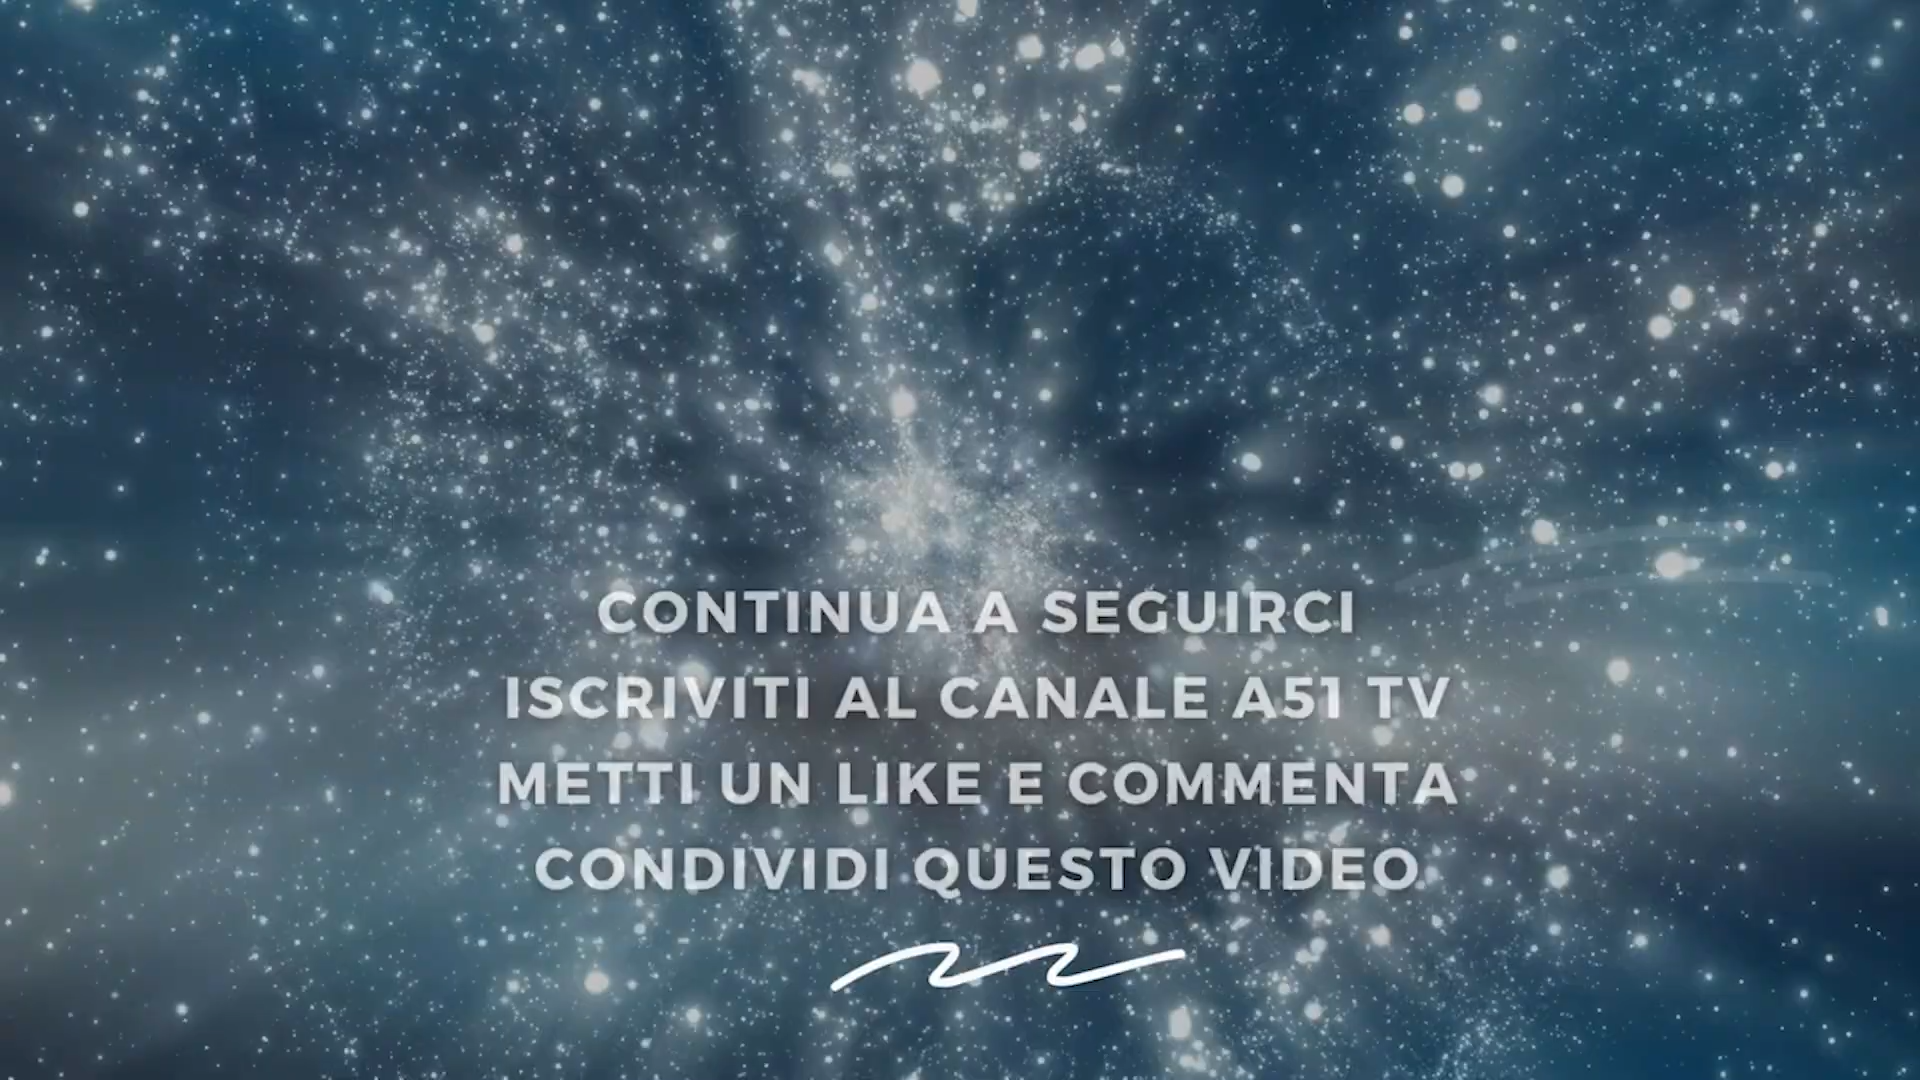 CONTINUA A SEGUIRCI
ISCRIVITI AL CANALE A51 TV
METTI UN LIKE E COMMENTA
CONDIVIDI QUESTO VIDEO